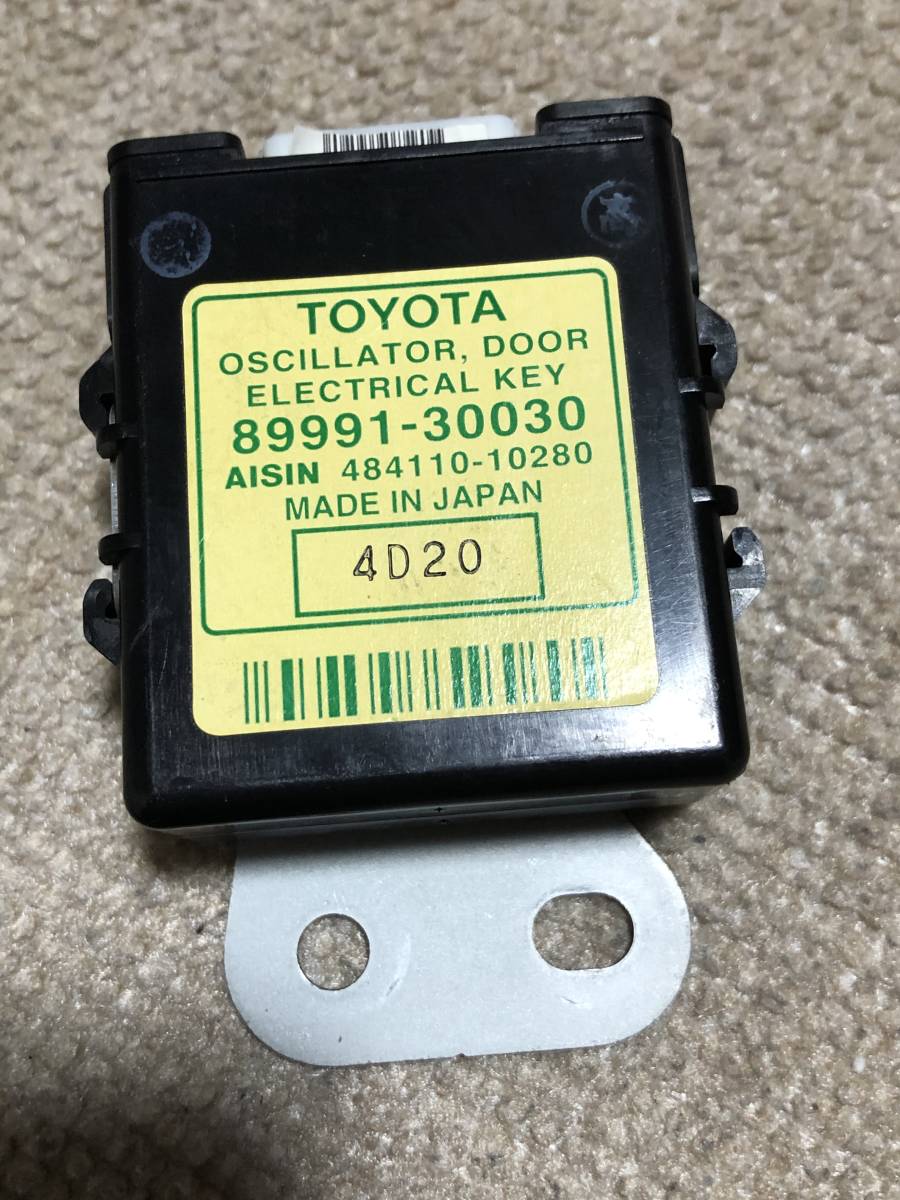 TOYOTA
OSCILLATOR, DOOR
ELECTRICAL KEY
89991-30030
AISIN 484110-10280
MADE IN JAPAN
4D20